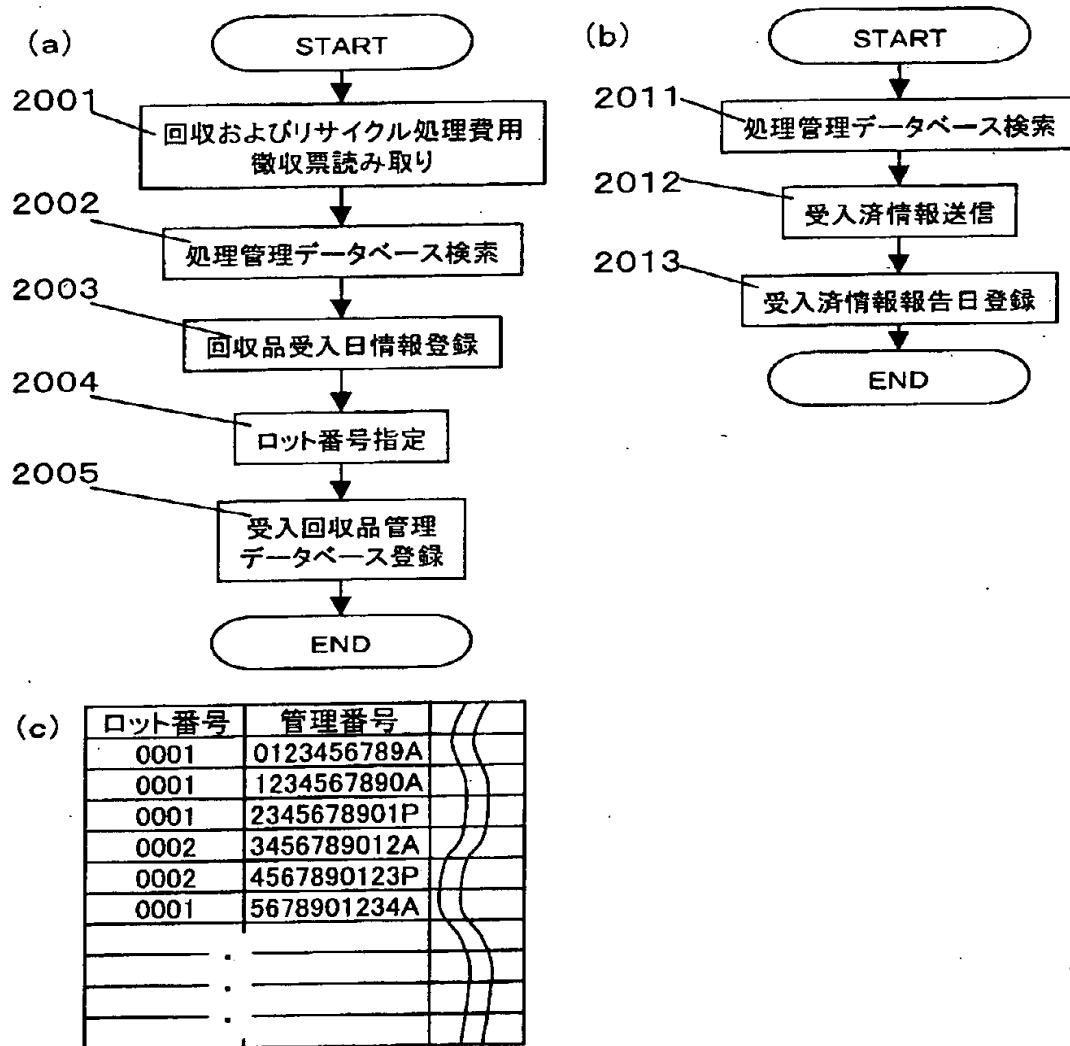 (a)
START
2001
回収およびリサイクル処理費用
徴収票読み取り
2002
処理管理データベース検索
2003
回収品受入日情報登録
2004
ロット番号指定
2005
受入回収品管理
データベース登録
END
(b)
START
2011
処理管理データベース検索
2012
受入済情報送信
2013
受入済情報報告日登録
END
(c)
ロット番号 管理番号
0001 0123456789A
0001 1234567890A
0001 2345678901P
0002 3456789012A
0002 4567890123P
0001 5678901234A